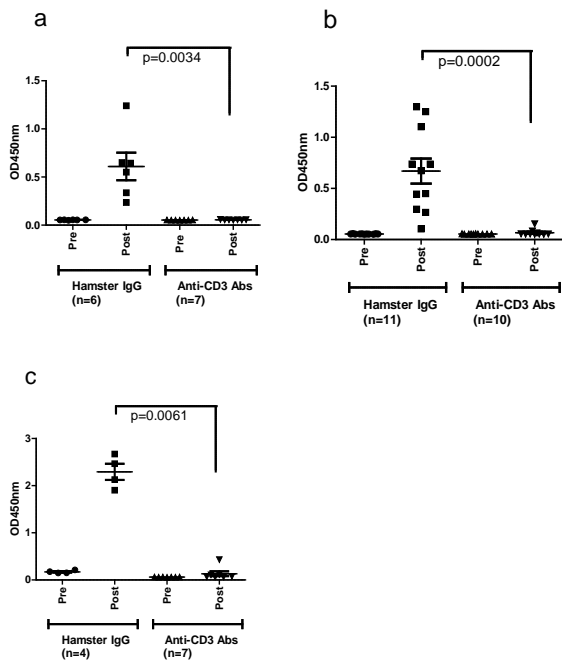 a
p=0.0034
1.5
1.0
0.5
0.0
OD450nm
Pre
Post
Pre
Post
Hamster IgG
(n=6)
Anti-CD3 Abs
(n=7)
b
p=0.0002
1.5
1.0
0.5
0.0
OD450nm
Pre
Post
Pre
Post
Hamster IgG
(n=11)
Anti-CD3 Abs
(n=10)
c
p=0.0061
3
2
1
0
OD450nm
Pre
Post
Pre
Post
Hamster IgG
(n=4)
Anti-CD3 Abs
(n=7)